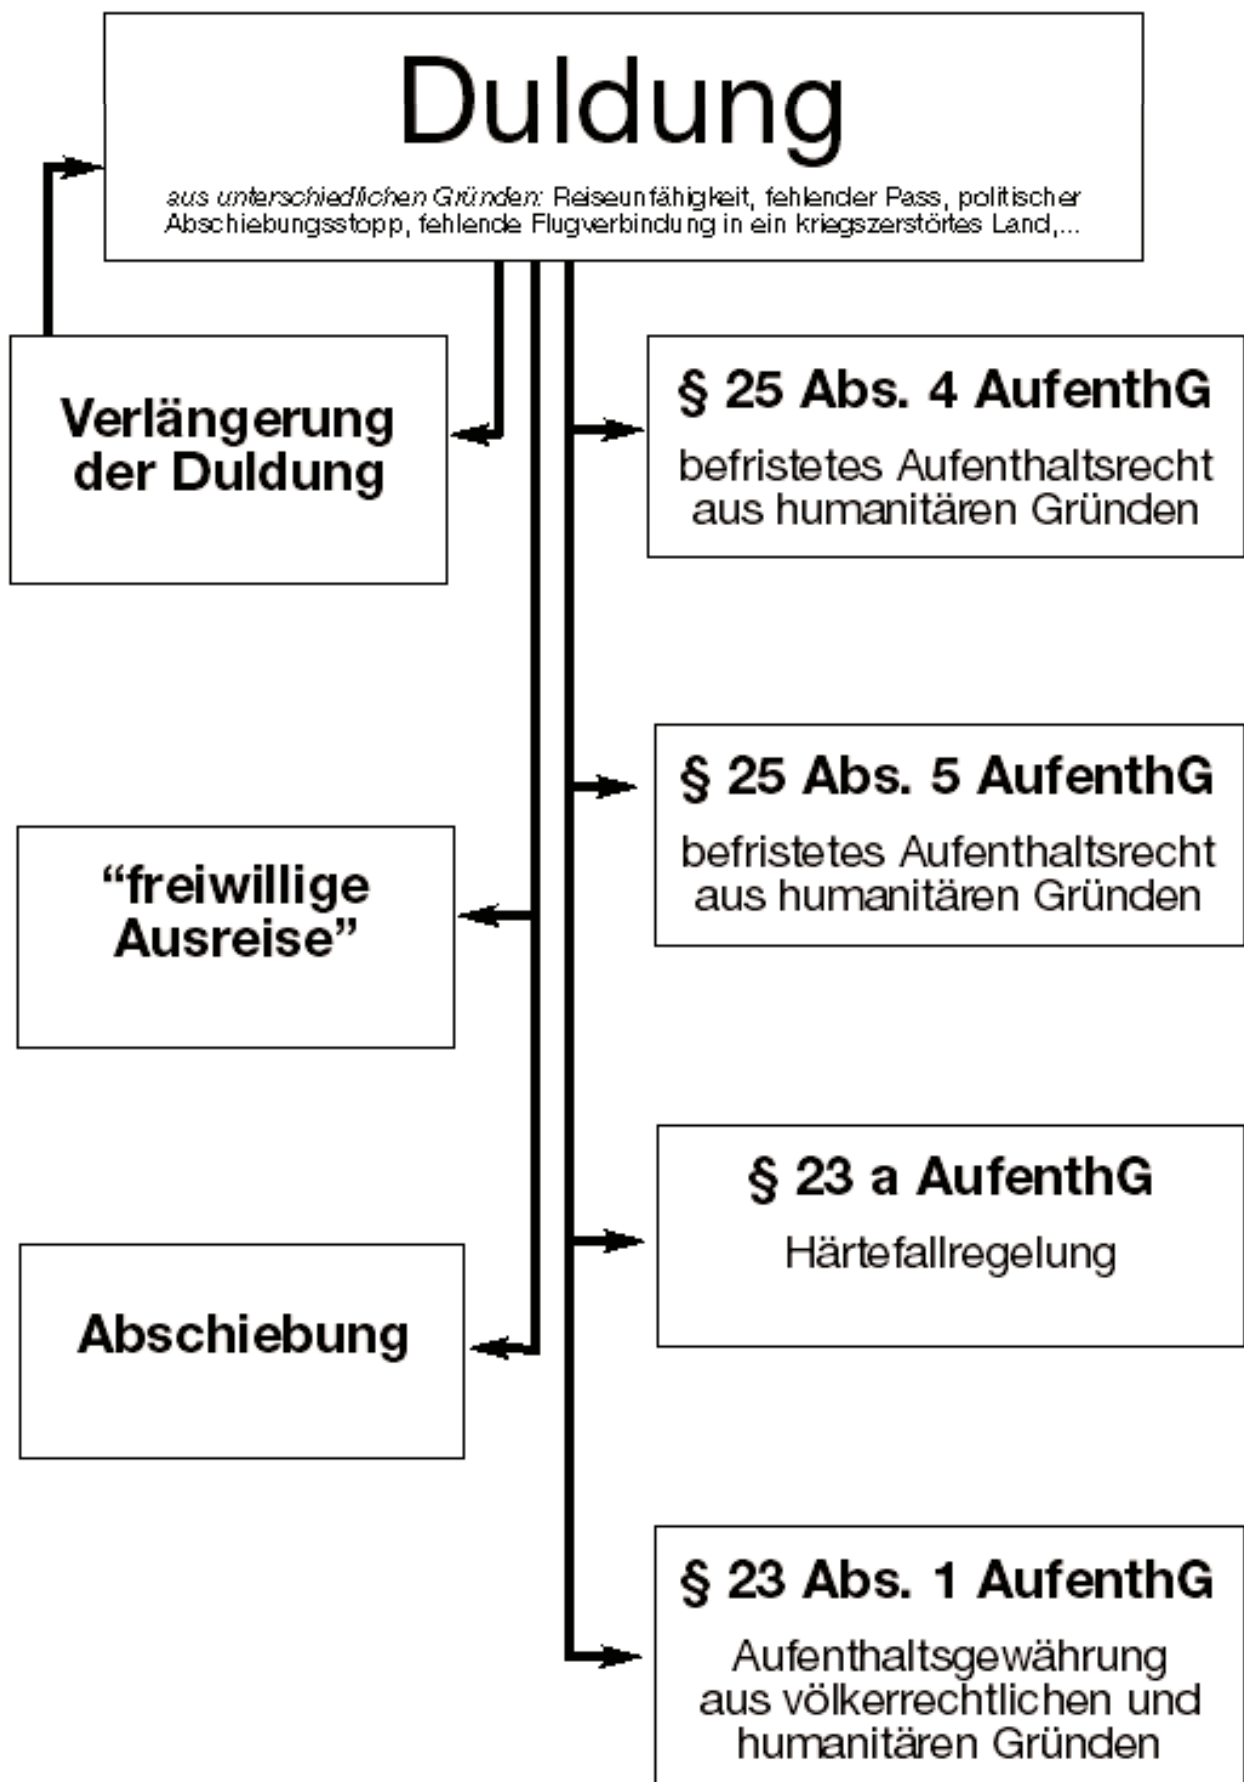 Duldung
aus unterschiedlichen Gründen: Reiseunfähigkeit, fehlender Pass, politischer
Abschiebungsstopp, fehlende Flugverbindung in ein kriegszerstörtes Land,...
Verlängerung
der Duldung
§ 25 Abs. 4 AufenthG
befristetes Aufenthaltsrecht
aus humanitären Gründen
§ 25 Abs. 5 AufenthG
befristetes Aufenthaltsrecht
aus humanitären Gründen
“freiwillige
Ausreise”
§ 23 a AufenthG
Härtefallregelung
Abschiebung
§ 23 Abs. 1 AufenthG
Aufenthaltsgewährung
aus völkerrechtlichen und
humanitären Gründen